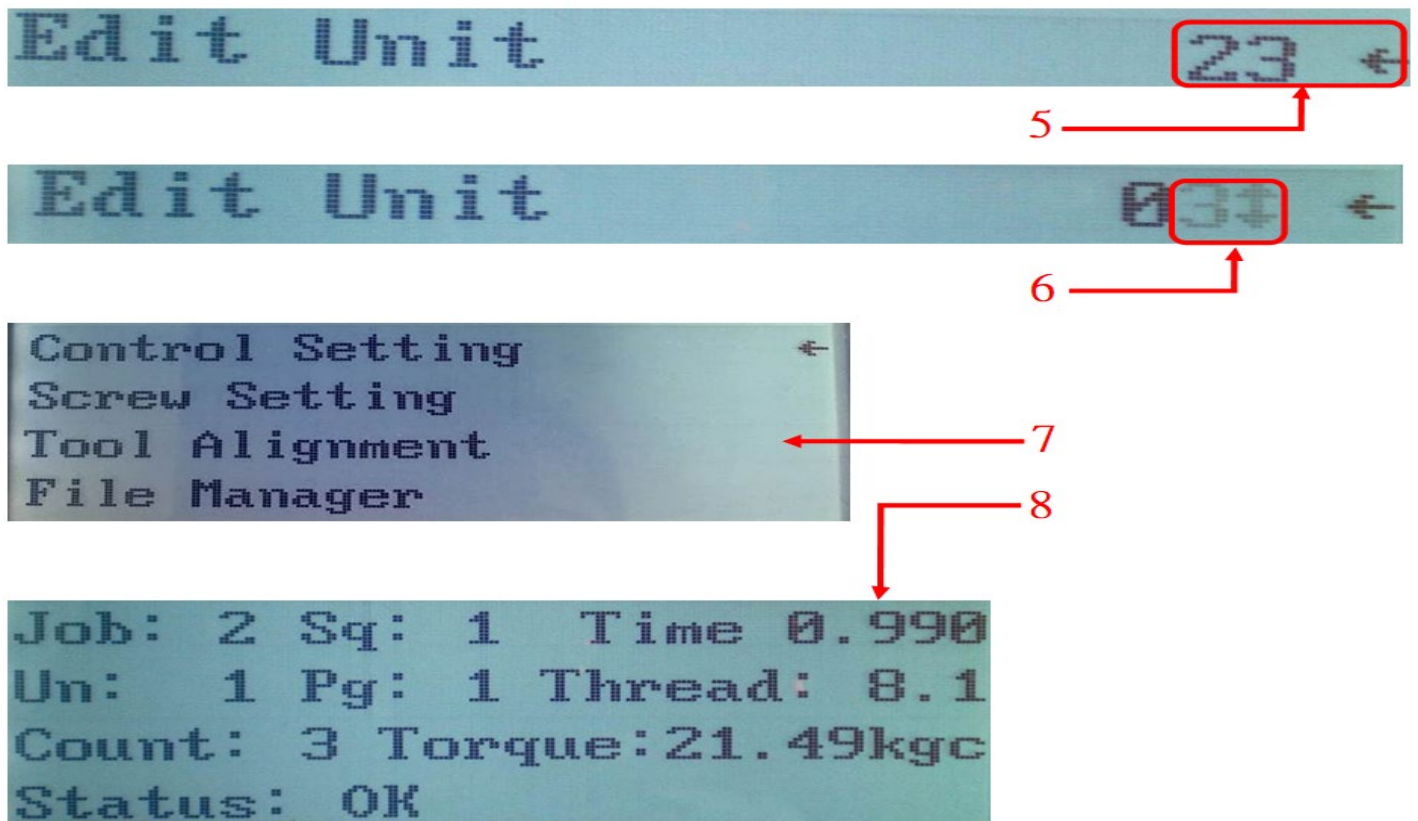 Edit Unit 23 ←
5
Edit Unit 03↕ ←
6
Control Setting ←
Screw Setting
Tool Alignment
File Manager
7
8
Job: 2 Sq: 1 Time 0.990
Un: 1 Pg: 1 Thread: 8.1
Count: 3 Torque:21.49kgc
Status: OK